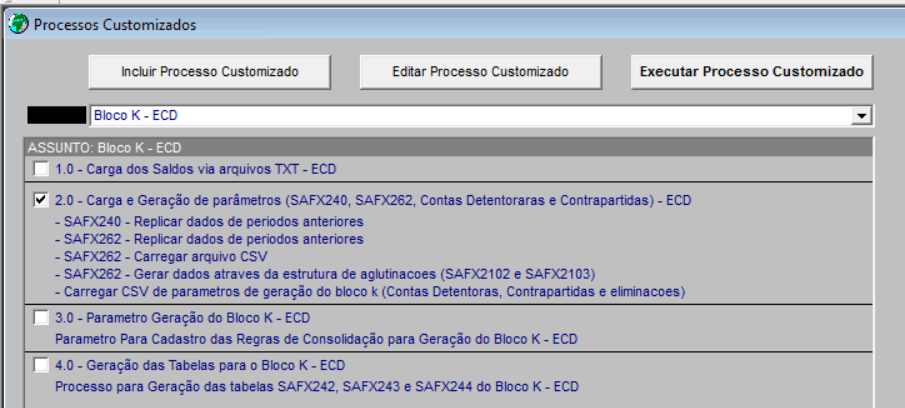 Processos Customizados
Incluir Processo Customizado
Editar Processo Customizado
Executar Processo Customizado
Bloco K - ECD
ASSUNTO: Bloco K - ECD
1.0 - Carga dos Saldos via arquivos TXT - ECD
2.0 - Carga e Geração de parâmetros (SAFX240, SAFX262, Contas Detentoraras e Contrapartidas) - ECD
- SAFX240 - Replicar dados de periodos anteriores
- SAFX262 - Replicar dados de periodos anteriores
- SAFX262 - Carregar arquivo CSV
- SAFX262 - Gerar dados atraves da estrutura de aglutinacoes (SAFX2102 e SAFX2103)
- Carregar CSV de parametros de geração do bloco k (Contas Detentoras, Contrapartidas e eliminacoes)
3.0 - Parametro Geração do Bloco K - ECD
Parametro Para Cadastro das Regras de Consolidação para Geração do Bloco K - ECD
4.0 - Geração das Tabelas para o Bloco K - ECD
Processo para Geração das tabelas SAFX242, SAFX243 e SAFX244 do Bloco K - ECD